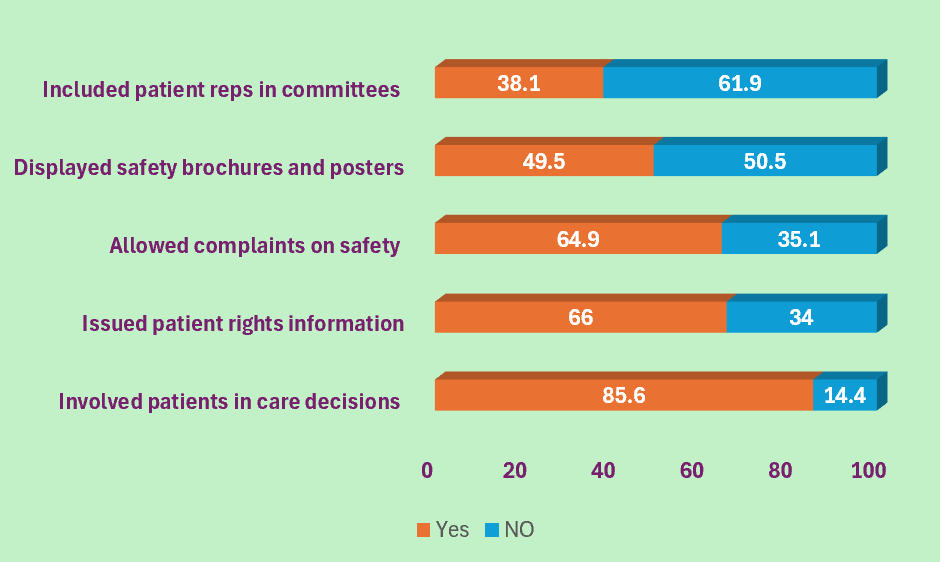 Included patient reps in committees 38.1 61.9
Displayed safety brochures and posters 49.5 50.5
Allowed complaints on safety 64.9 35.1
Issued patient rights information 66 34
Involved patients in care decisions 85.6 14.4
0 20 40 60 80 100
Yes NO